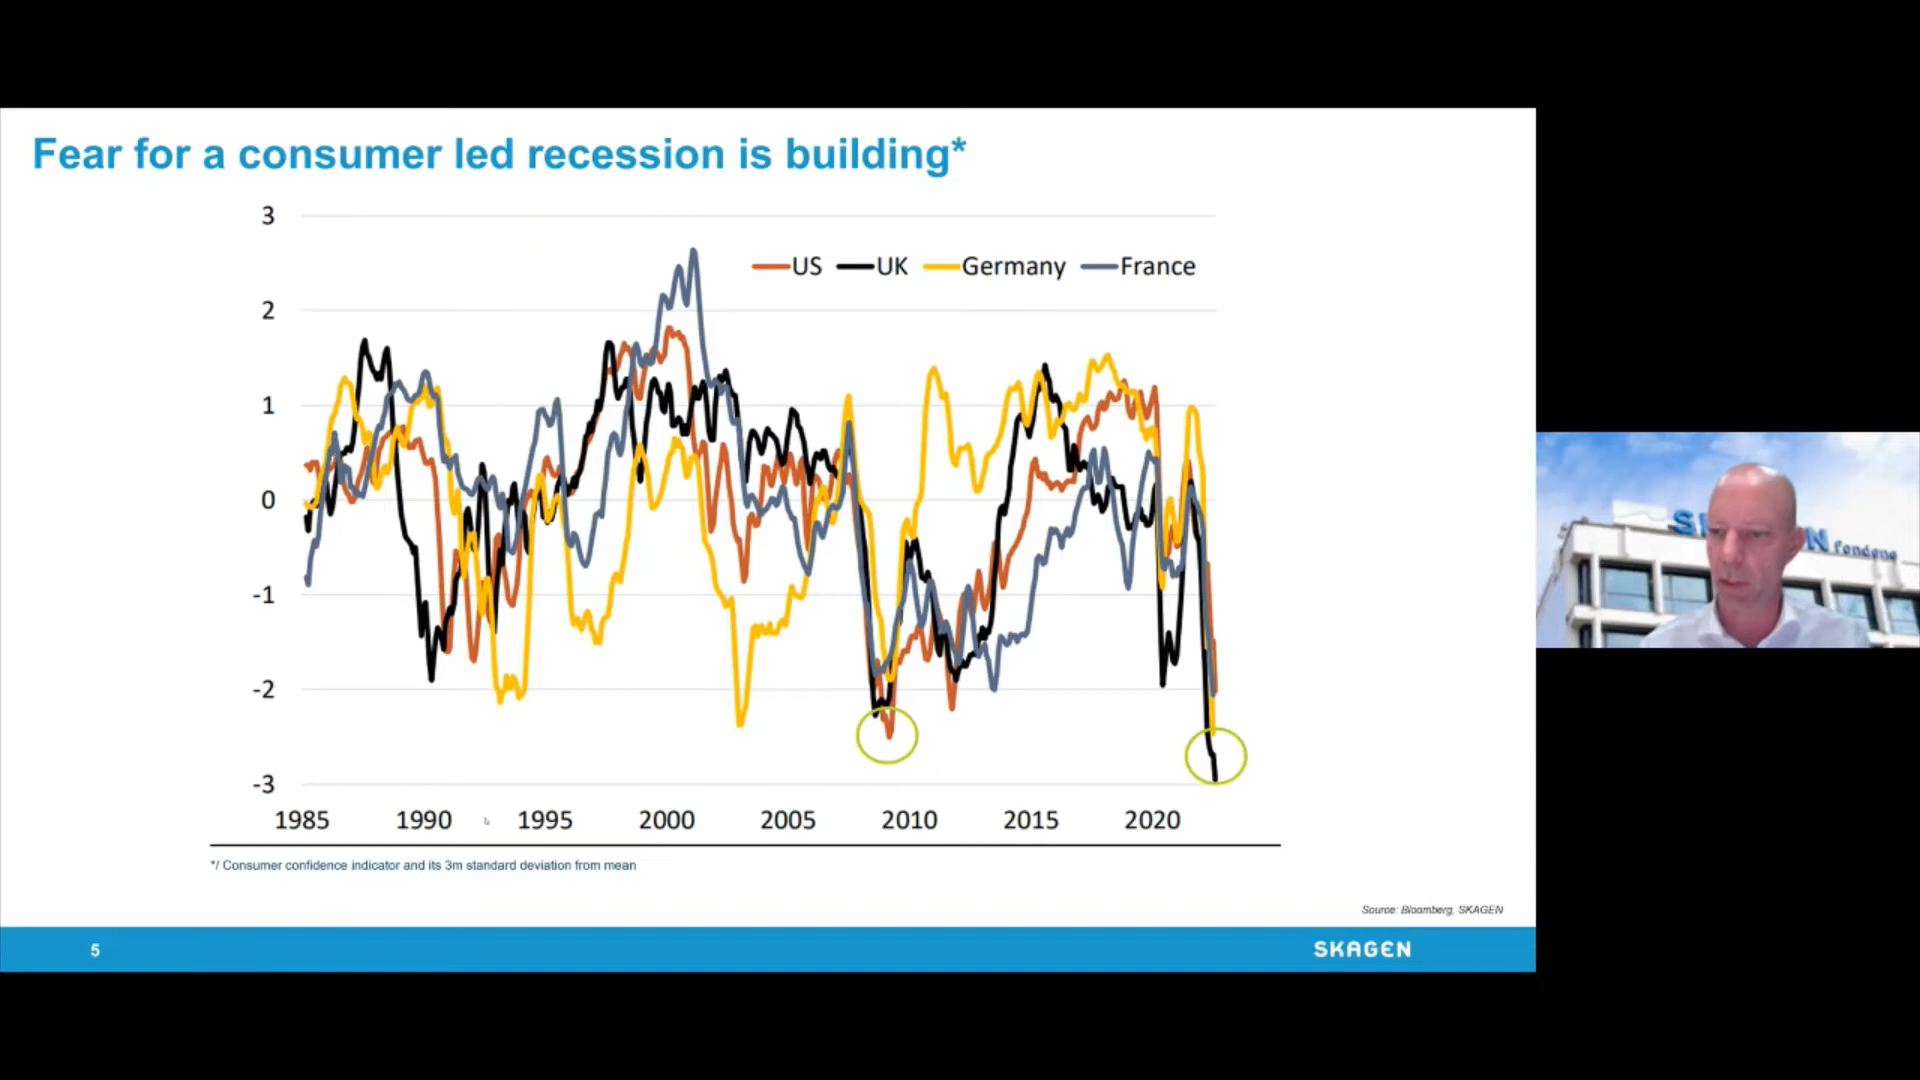 Fear for a consumer led recession is building*
3
US UK Germany France
2
1
0
-1
-2
-3
1985 1990 1995 2000 2005 2010 2015 2020
*/ Consumer confidence indicator and its 3m standard deviation from mean
Source: Bloomberg, SKAGEN
5
SKAGEN
fondene